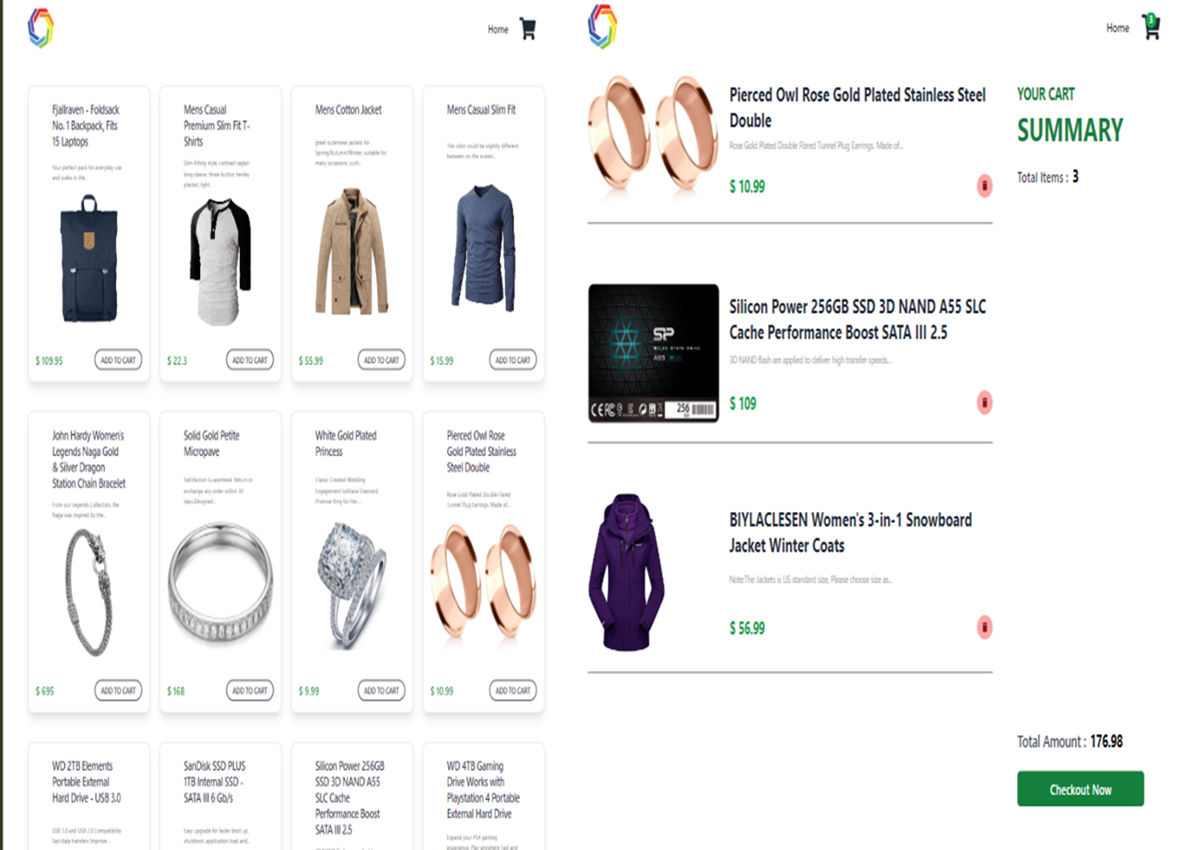 Home
Fjallraven - Foldsack
No. 1 Backpack, Fits
15 Laptops
Your perfect pack for everyday use
and walks in the...
$ 109.95
ADD TO CART
Mens Casual
Premium Slim Fit T-
Shirts
Slim-fitting style, contrast raglan
long sleeve, three-button henley
placket, light...
$ 22.3
ADD TO CART
Mens Cotton Jacket
great outerwear jackets for
Spring/Autumn/Winter, suitable for
many occasions, such...
$ 55.99
ADD TO CART
Mens Casual Slim Fit
The color could be slightly different
between on the screen...
$ 15.99
ADD TO CART
John Hardy Women's
Legends Naga Gold
& Silver Dragon
Station Chain Bracelet
From our Legends Collection, the
Naga was inspired by the...
$ 695
ADD TO CART
Solid Gold Petite
Micropave
Satisfaction Guaranteed. Return or
exchange any order within 30
days.Designed...
$ 168
ADD TO CART
White Gold Plated
Princess
Classic Created Wedding
Engagement Solitaire Diamond
Promise Ring for Her...
$ 9.99
ADD TO CART
Pierced Owl Rose
Gold Plated Stainless
Steel Double
Rose Gold Plated Double Flared
Tunnel Plug Earrings. Made of...
$ 10.99
ADD TO CART
WD 2TB Elements
Portable External
Hard Drive - USB 3.0
USB 3.0 and USB 2.0 Compatibility
Fast data transfers Improve...
SanDisk SSD PLUS
1TB Internal SSD -
SATA III 6 Gb/s
Easy upgrade for faster boot up,
shutdown, application load and...
Silicon Power 256GB
SSD 3D NAND A55
SLC Cache
Performance Boost
SATA III 2.5
WD 4TB Gaming
Drive Works with
Playstation 4 Portable
External Hard Drive
Expand your PS4 gaming
experience, Play anywhere Fast and
Home
3
Pierced Owl Rose Gold Plated Stainless Steel
Double
Rose Gold Plated Double Flared Tunnel Plug Earrings. Made of...
$ 10.99
SP
A55
256
Silicon Power 256GB SSD 3D NAND A55 SLC
Cache Performance Boost SATA III 2.5
3D NAND flash are applied to deliver high transfer speeds...
$ 109
BIYLACLESEN Women's 3-in-1 Snowboard
Jacket Winter Coats
Note:The Jackets is US standard size, Please choose size as...
$ 56.99
YOUR CART
SUMMARY
Total Items : 3
Total Amount : 176.98
Checkout Now